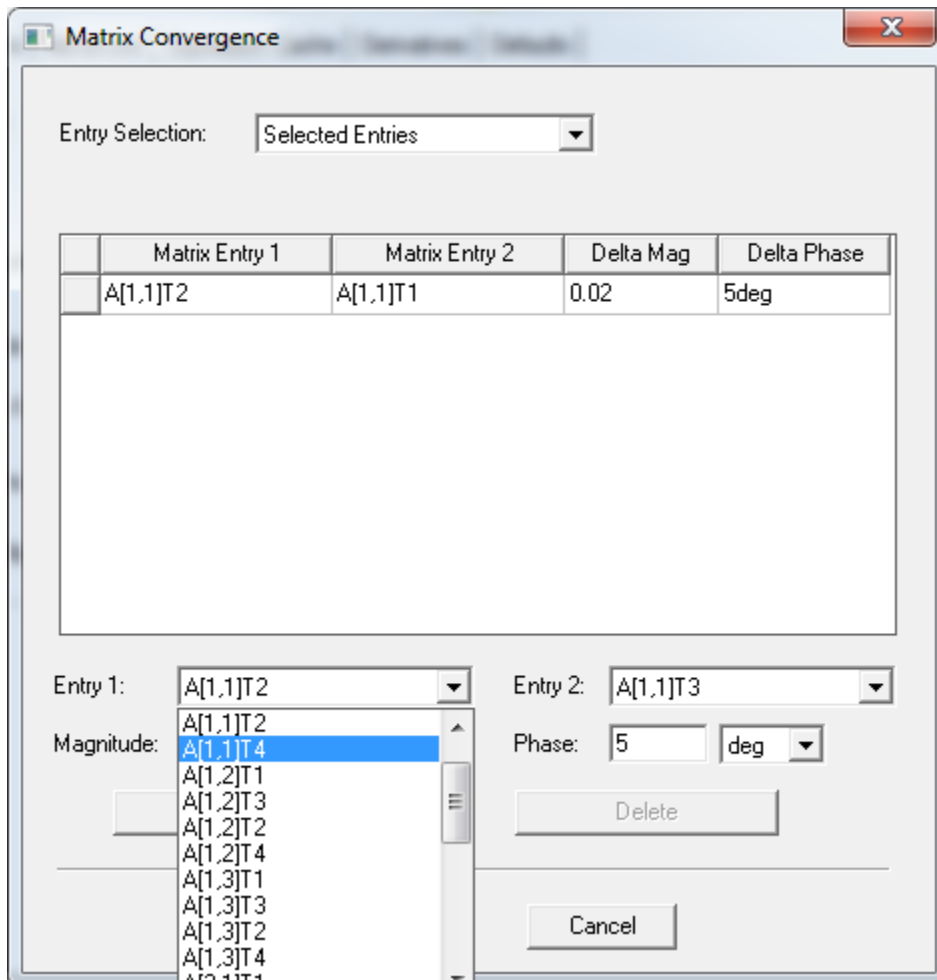 Matrix Convergence
Entry Selection: Selected Entries
Matrix Entry 1 Matrix Entry 2 Delta Mag Delta Phase
A[1,1]T2 A[1,1]T1 0.02 5deg
Entry 1: A[1,1]T2 Entry 2: A[1,1]T3
A[1,1]T2
Magnitude: A[1,1]T4 Phase: 5 deg
A[1,2]T1
A[1,2]T3
A[1,2]T2 Delete
A[1,2]T4
A[1,3]T1
A[1,3]T3
A[1,3]T2 Cancel
A[1,3]T4